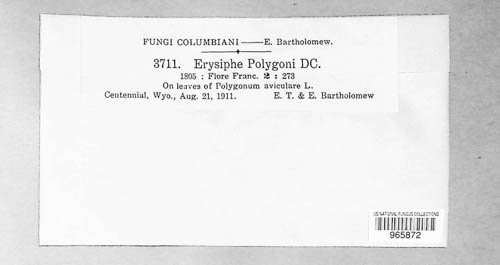 FUNGI COLUMBIANI — E. Bartholomew.
3711. Erysiphe Polygoni DC.
1805 : Flore Franc. 2 : 273
On leaves of Polygonum aviculare L.
Centennial, Wyo., Aug. 21, 1911. E. T. & E. Bartholomew
US NATIONAL FUNGUS COLLECTIONS
965872